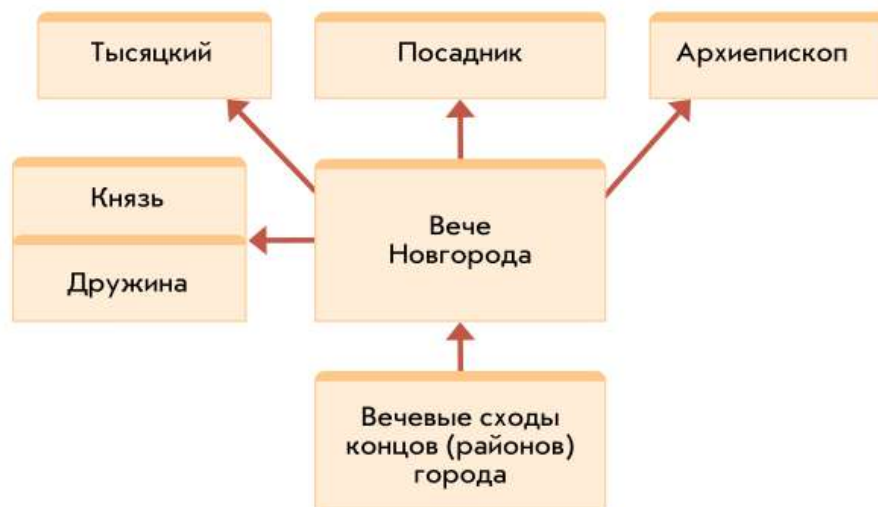 Тысяцкий
Посадник
Архиепископ
Князь
Дружина
Вече
Новгорода
Вечевые сходы
концов (районов)
города